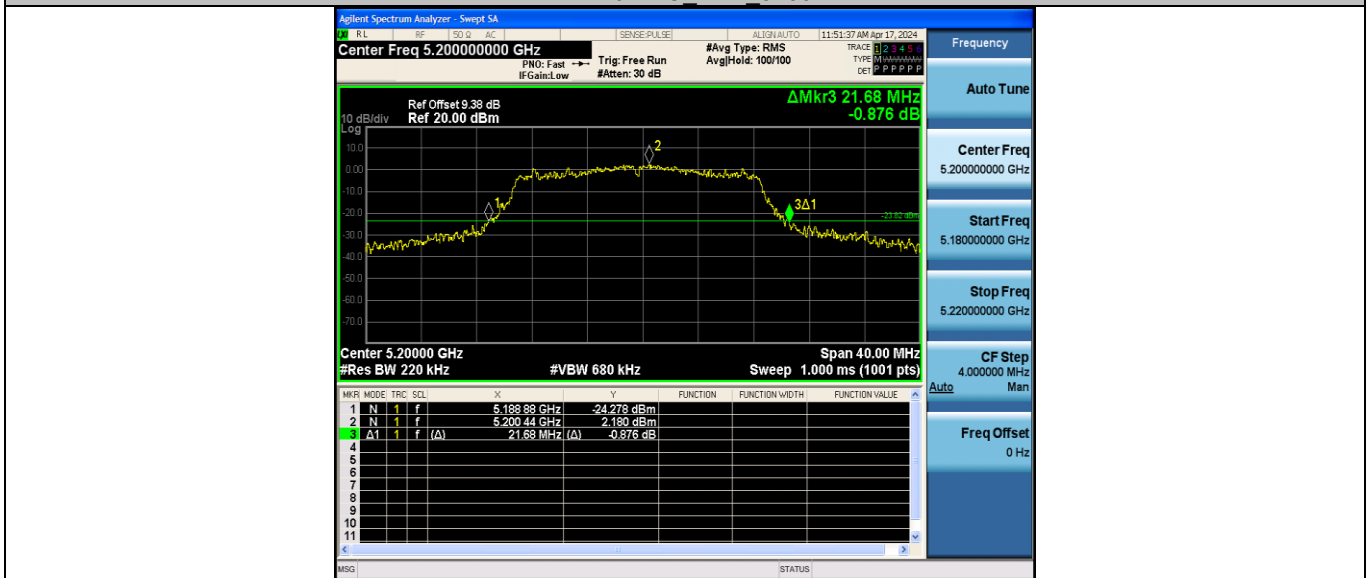 Agilent Spectrum Analyzer - Swept SA
LXI RL RF 50 Ω AC SENSE:PULSE ALIGN AUTO 11:51:37 AM Apr 17, 2024
Center Freq 5.200000000 GHz #Avg Type: RMS TRACE 1 2 3 4 5 6
PNO: Fast Trig: Free Run Avg|Hold: 100/100 TYPE M
IFGain:Low #Atten: 30 dB DET P P P P P P
Frequency
Auto Tune
ΔMkr3 21.68 MHz
Ref Offset 9.38 dB
10 dB/div Ref 20.00 dBm -0.876 dB
Log
10.0
0.00
-10.0
-20.0
-30.0
-40.0
-50.0
-60.0
-70.0
1
2
3Δ1
-23.82 dBm
Center 5.20000 GHz Span 40.00 MHz
#Res BW 220 kHz #VBW 680 kHz Sweep 1.000 ms (1001 pts)
Center Freq
5.200000000 GHz
Start Freq
5.180000000 GHz
Stop Freq
5.220000000 GHz
CF Step
4.000000 MHz
Auto Man
Freq Offset
0 Hz
MKR MODE TRC SCL X Y FUNCTION FUNCTION WIDTH FUNCTION VALUE
1 N 1 f 5.188 88 GHz -24.278 dBm
2 N 1 f 5.200 44 GHz 2.180 dBm
3 Δ1 1 f (Δ) 21.68 MHz (Δ) -0.876 dB
4
5
6
7
8
9
10
11
MSG STATUS